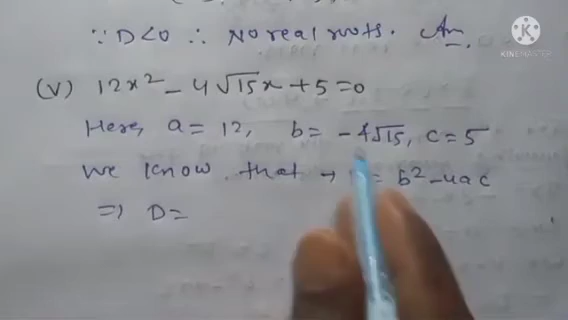 ∵ D<0 ∴ No real roots. Ans.
KINEMASTER
(V) 12x² - 4√15x + 5 = 0
Here, a = 12, b = -4√15, c = 5
We know that → = b² - 4ac
⇒ D =